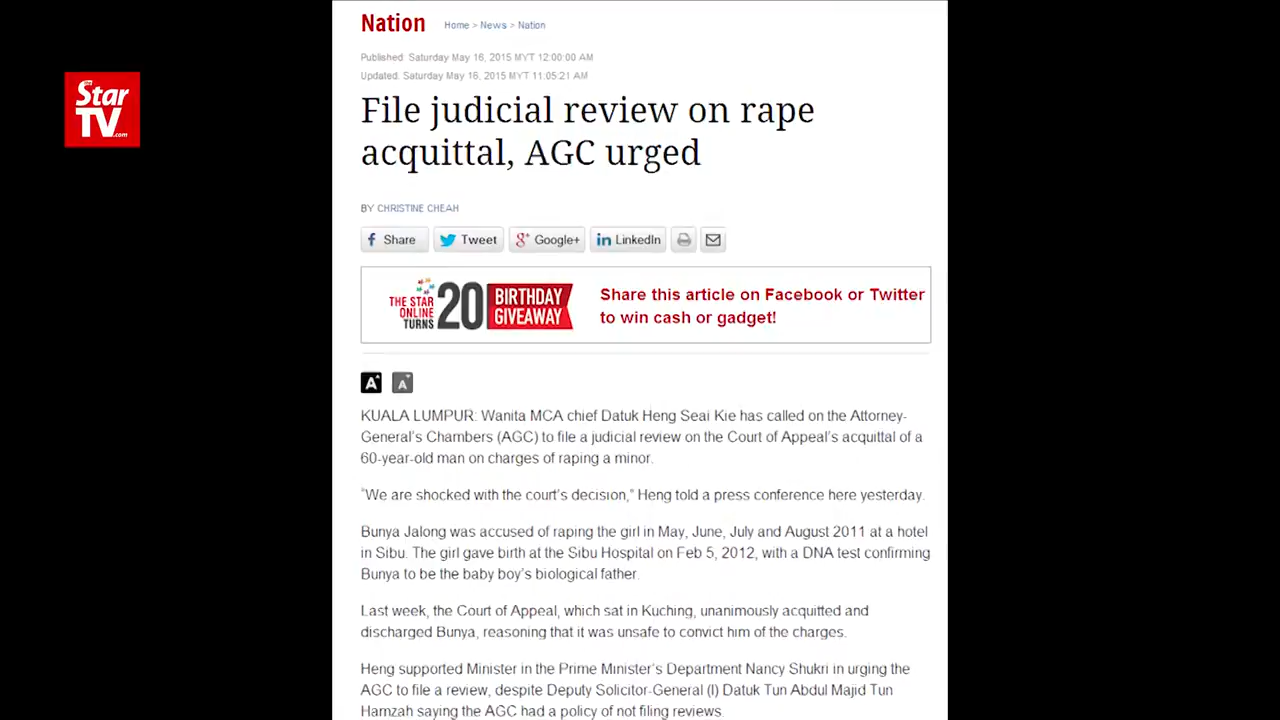 Nation
Home > News > Nation
Published: Saturday May 16, 2015 MYT 12:00:00 AM
Updated: Saturday May 16, 2015 MYT 11:05:21 AM
The Star TV.com
File judicial review on rape
acquittal, AGC urged
BY CHRISTINE CHEAH
Share Tweet Google+ LinkedIn
THE STAR ONLINE TURNS 20 BIRTHDAY GIVEAWAY
Share this article on Facebook or Twitter
to win cash or gadget!
A A
KUALA LUMPUR: Wanita MCA chief Datuk Heng Seai Kie has called on the Attorney-
General's Chambers (AGC) to file a judicial review on the Court of Appeal's acquittal of a
60-year-old man on charges of raping a minor.
"We are shocked with the court's decision," Heng told a press conference here yesterday.
Bunya Jalong was accused of raping the girl in May, June, July and August 2011 at a hotel
in Sibu. The girl gave birth at the Sibu Hospital on Feb 5, 2012, with a DNA test confirming
Bunya to be the baby boy's biological father.
Last week, the Court of Appeal, which sat in Kuching, unanimously acquitted and
discharged Bunya, reasoning that it was unsafe to convict him of the charges.
Heng supported Minister in the Prime Minister's Department Nancy Shukri in urging the
AGC to file a review, despite Deputy Solicitor-General (I) Datuk Tun Abdul Majid Tun
Hamzah saying the AGC had a policy of not filing reviews.